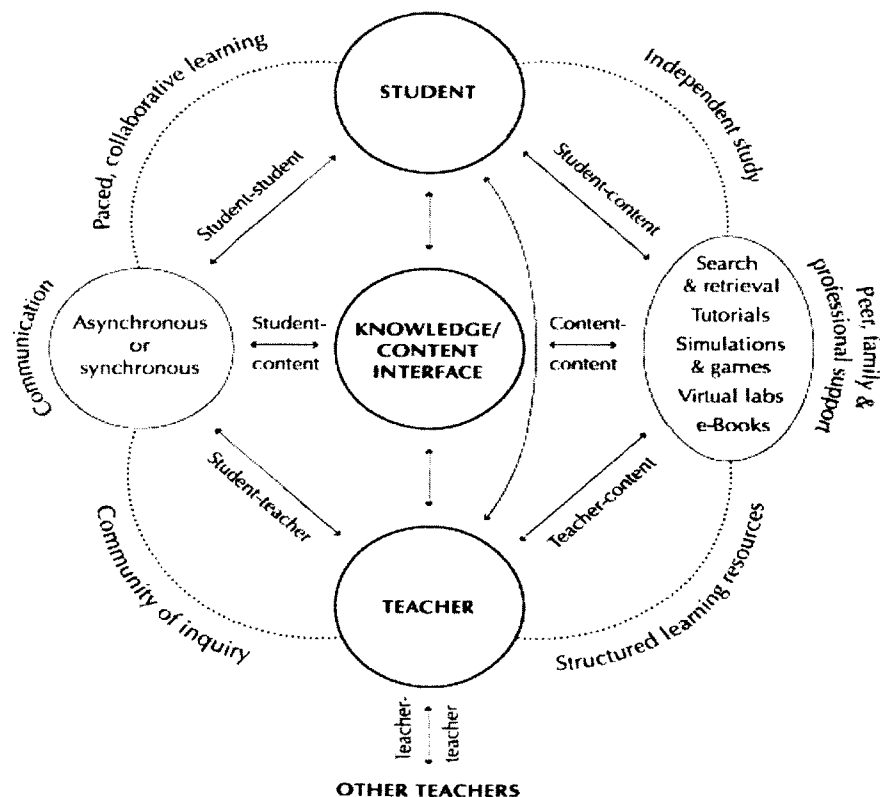 Paced, collaborative learning
STUDENT
Independent study
Student-student
Student-content
Communication
Asynchronous
or
synchronous
Student-
content
KNOWLEDGE/
CONTENT
INTERFACE
Content-
content
Search
& retrieval
Tutorials
Simulations
& games
Virtual labs
e-Books
Peer, family &
professional support
Student-teacher
Teacher-content
Community of inquiry
TEACHER
Structured learning resources
Teacher-
teacher
OTHER TEACHERS